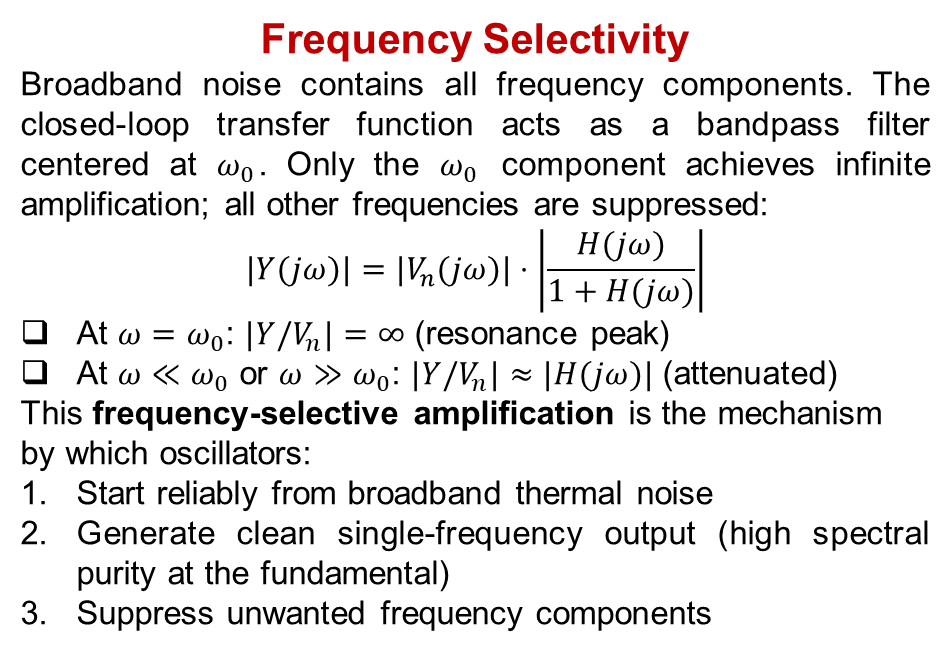 Frequency Selectivity
Broadband noise contains all frequency components. The
closed-loop transfer function acts as a bandpass filter
centered at ω₀. Only the ω₀ component achieves infinite
amplification; all other frequencies are suppressed:
|Y(jω)| = |Vₙ(jω)| · |H(jω) / (1 + H(jω))|
❑ At ω = ω₀: |Y/Vₙ| = ∞ (resonance peak)
❑ At ω ≪ ω₀ or ω ≫ ω₀: |Y/Vₙ| ≈ |H(jω)| (attenuated)
This frequency-selective amplification is the mechanism
by which oscillators:
1. Start reliably from broadband thermal noise
2. Generate clean single-frequency output (high spectral
purity at the fundamental)
3. Suppress unwanted frequency components